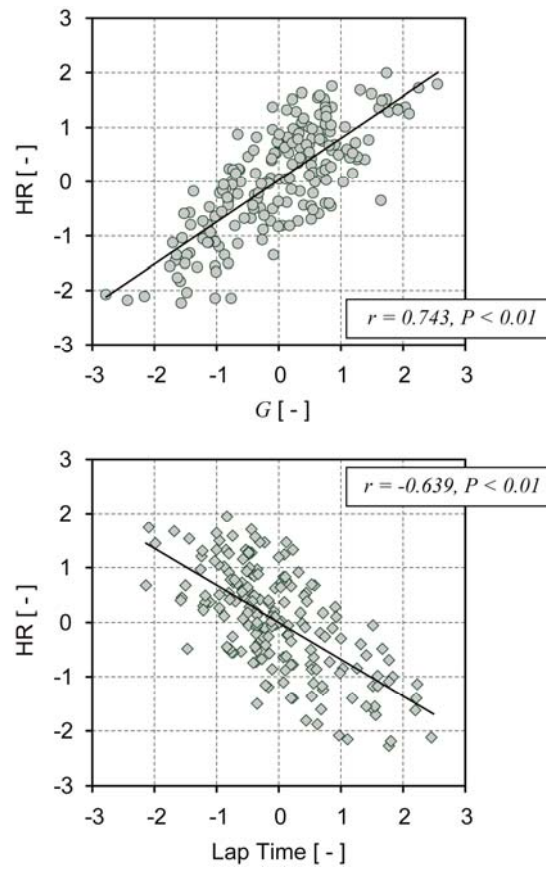 3
2
1
0
-1
-2
-3
HR [ - ]
r = 0.743, P < 0.01
-3 -2 -1 0 1 2 3
G [ - ]
3
2
1
0
-1
-2
-3
HR [ - ]
r = -0.639, P < 0.01
-3 -2 -1 0 1 2 3
Lap Time [ - ]